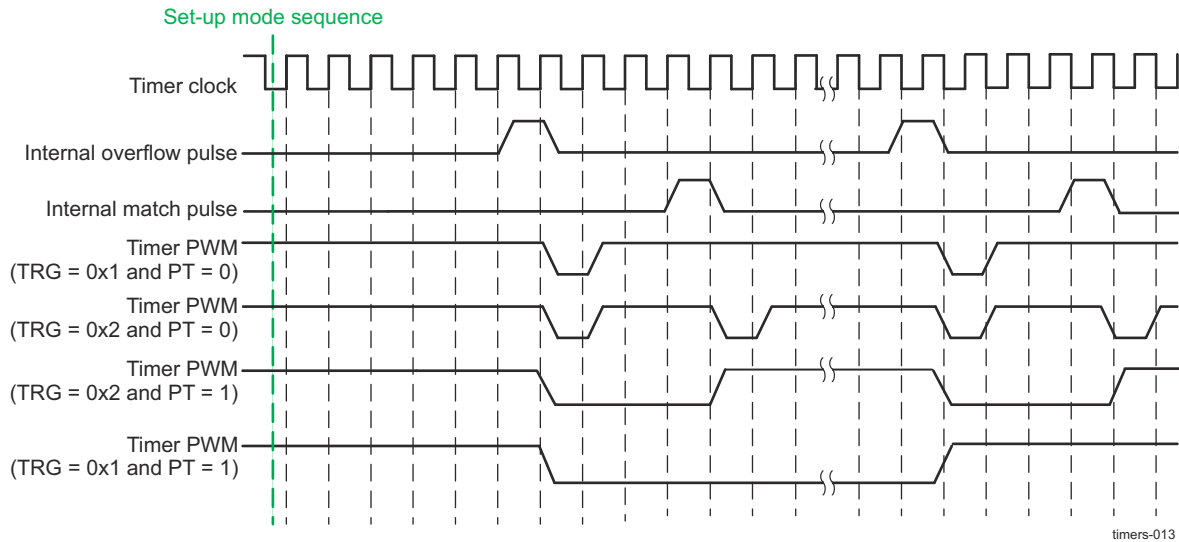 Set-up mode sequence
Timer clock
Internal overflow pulse
Internal match pulse
Timer PWM
(TRG = 0x1 and PT = 0)
Timer PWM
(TRG = 0x2 and PT = 0)
Timer PWM
(TRG = 0x2 and PT = 1)
Timer PWM
(TRG = 0x1 and PT = 1)
timers-013